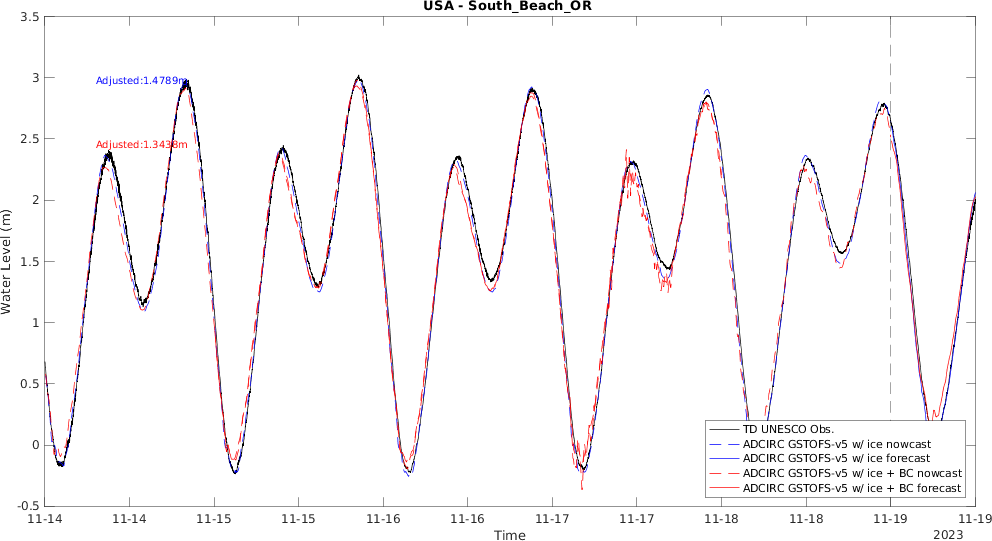 USA - South_Beach_OR
3.5
3
2.5
2
1.5
1
0.5
0
-0.5
Water Level (m)
Adjusted:1.4789m
Adjusted:1.3438m
TD UNESCO Obs.
ADCIRC GSTOFS-v5 w/ ice nowcast
ADCIRC GSTOFS-v5 w/ ice forecast
ADCIRC GSTOFS-v5 w/ ice + BC nowcast
ADCIRC GSTOFS-v5 w/ ice + BC forecast
11-14 11-14 11-15 11-15 11-16 11-16 11-17 11-17 11-18 11-18 11-19 11-19
Time
2023